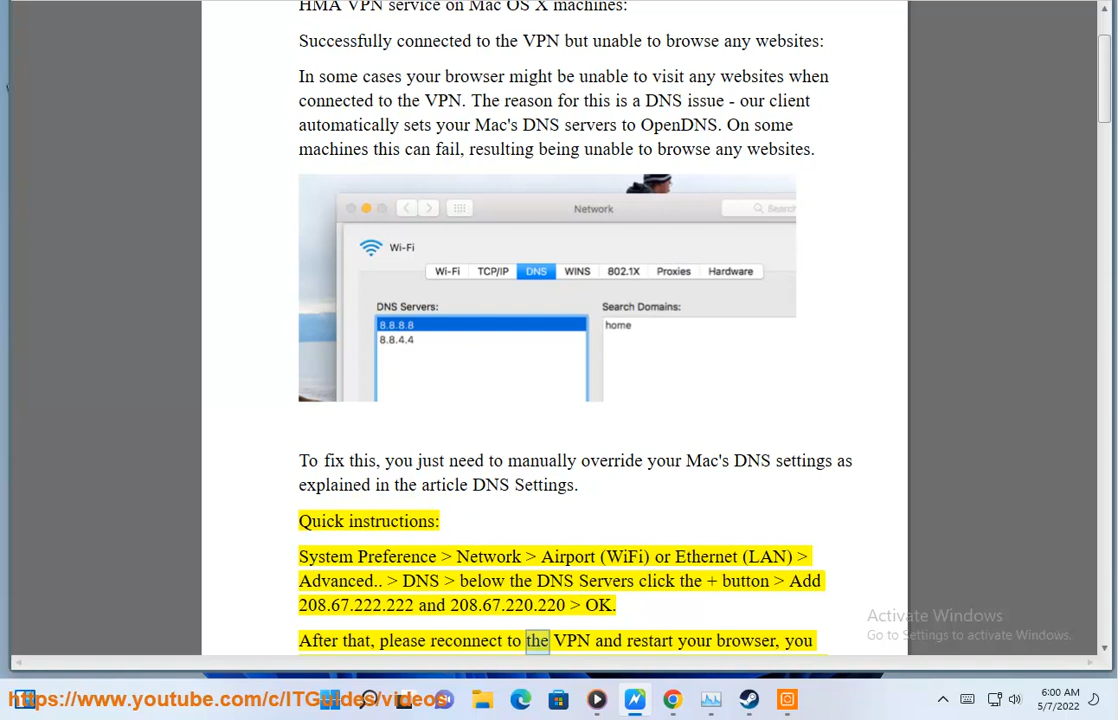 HMA VPN service on Mac OS X machines:
Successfully connected to the VPN but unable to browse any websites:
In some cases your browser might be unable to visit any websites when
connected to the VPN. The reason for this is a DNS issue - our client
automatically sets your Mac's DNS servers to OpenDNS. On some
machines this can fail, resulting being unable to browse any websites.
Network
Search
Wi-Fi
Wi-Fi TCP/IP DNS WINS 802.1X Proxies Hardware
DNS Servers: Search Domains:
8.8.8.8 home
8.8.4.4
To fix this, you just need to manually override your Mac's DNS settings as
explained in the article DNS Settings.
Quick instructions:
System Preference > Network > Airport (WiFi) or Ethernet (LAN) >
Advanced.. > DNS > below the DNS Servers click the + button > Add
208.67.222.222 and 208.67.220.220 > OK.
Activate Windows
Go to Settings to activate Windows.
After that, please reconnect to the VPN and restart your browser, you
https://www.youtube.com/c/ITGuides/videos
6:00 AM
5/7/2022